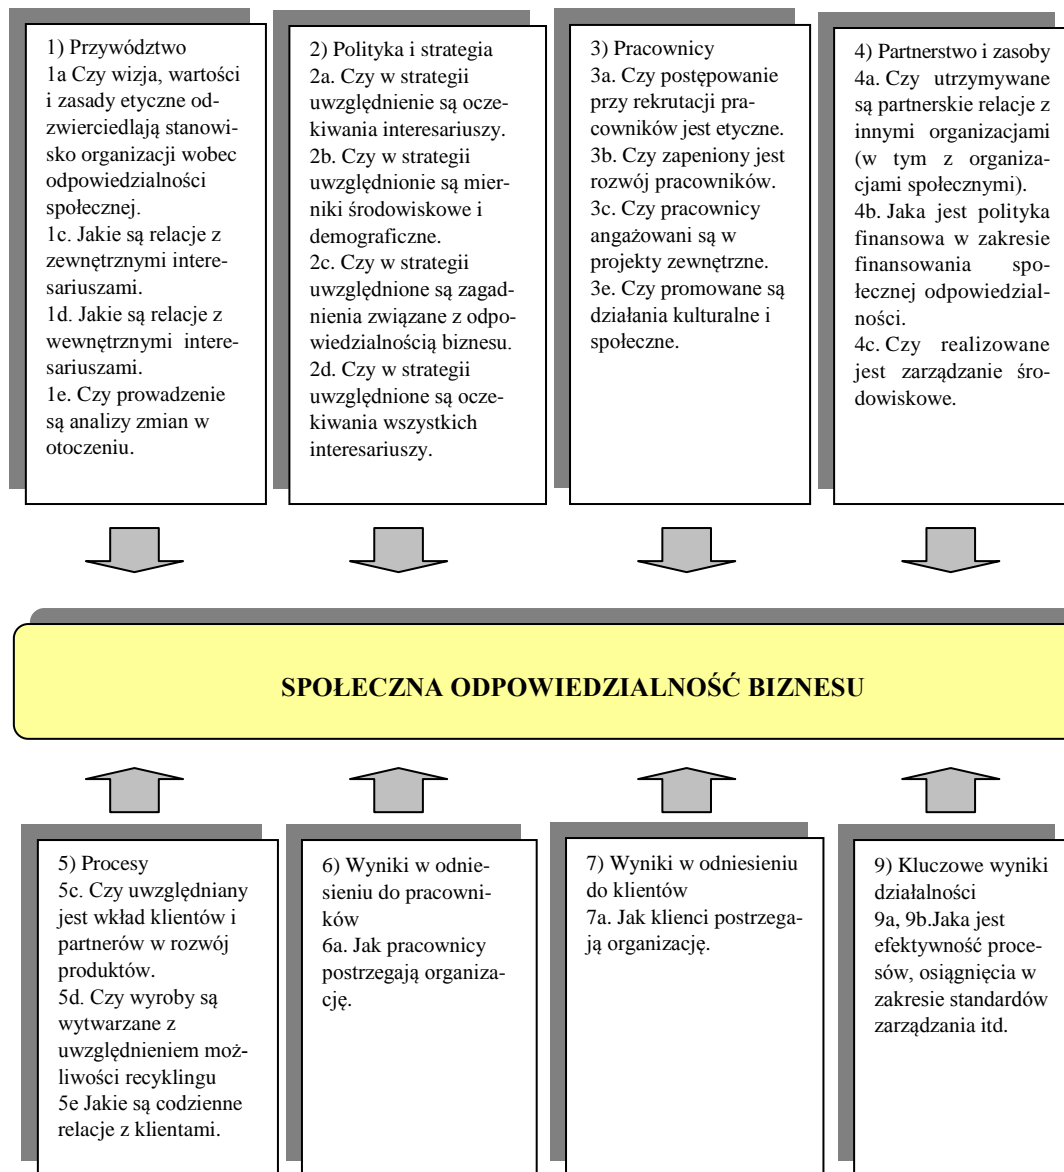 1) Przywództwo
1a Czy wizja, wartości
i zasady etyczne od-
zwierciedlają stanowi-
sko organizacji wobec
odpowiedzialności
społecznej.
1c. Jakie są relacje z
zewnętrznymi intere-
sariuszami.
1d. Jakie są relacje z
wewnętrznymi intere-
sariuszami.
1e. Czy prowadzenie
są analizy zmian w
otoczeniu.
2) Polityka i strategia
2a. Czy w strategii
uwzględnienie są ocze-
kiwania interesariuszy.
2b. Czy w strategii
uwzględnionie są mier-
niki środowiskowe i
demograficzne.
2c. Czy w strategii
uwzględnione są zagad-
nienia związane z odpo-
wiedzialnością biznesu.
2d. Czy w strategii
uwzględnione są ocze-
kiwania wszystkich
interesariuszy.
3) Pracownicy
3a. Czy postępowanie
przy rekrutacji pra-
cowników jest etyczne.
3b. Czy zapeniony jest
rozwój pracowników.
3c. Czy pracownicy
angażowani są w
projekty zewnętrzne.
3e. Czy promowane są
działania kulturalne i
społeczne.
4) Partnerstwo i zasoby
4a. Czy utrzymywane
są partnerskie relacje z
innymi organizacjami
(w tym z organiza-
cjami społecznymi).
4b. Jaka jest polityka
finansowa w zakresie
finansowania spo-
łecznej odpowiedzial-
ności.
4c. Czy realizowane
jest zarządzanie śro-
dowiskowe.
SPOŁECZNA ODPOWIEDZIALNOŚĆ BIZNESU
5) Procesy
5c. Czy uwzględniany
jest wkład klientów i
partnerów w rozwój
produktów.
5d. Czy wyroby są
wytwarzane z
uwzględnieniem moż-
liwości recyklingu
5e Jakie są codzienne
relacje z klientami.
6) Wyniki w odnie-
sieniu do pracowni-
ków
6a. Jak pracownicy
postrzegają organiza-
cję.
7) Wyniki w odniesieniu
do klientów
7a. Jak klienci postrzega-
ją organizację.
9) Kluczowe wyniki
działalności
9a, 9b.Jaka jest
efektywność proce-
sów, osiągnięcia w
zakresie standardów
zarządzania itd.